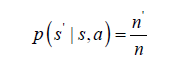 p(s' | s, a) = n' / n